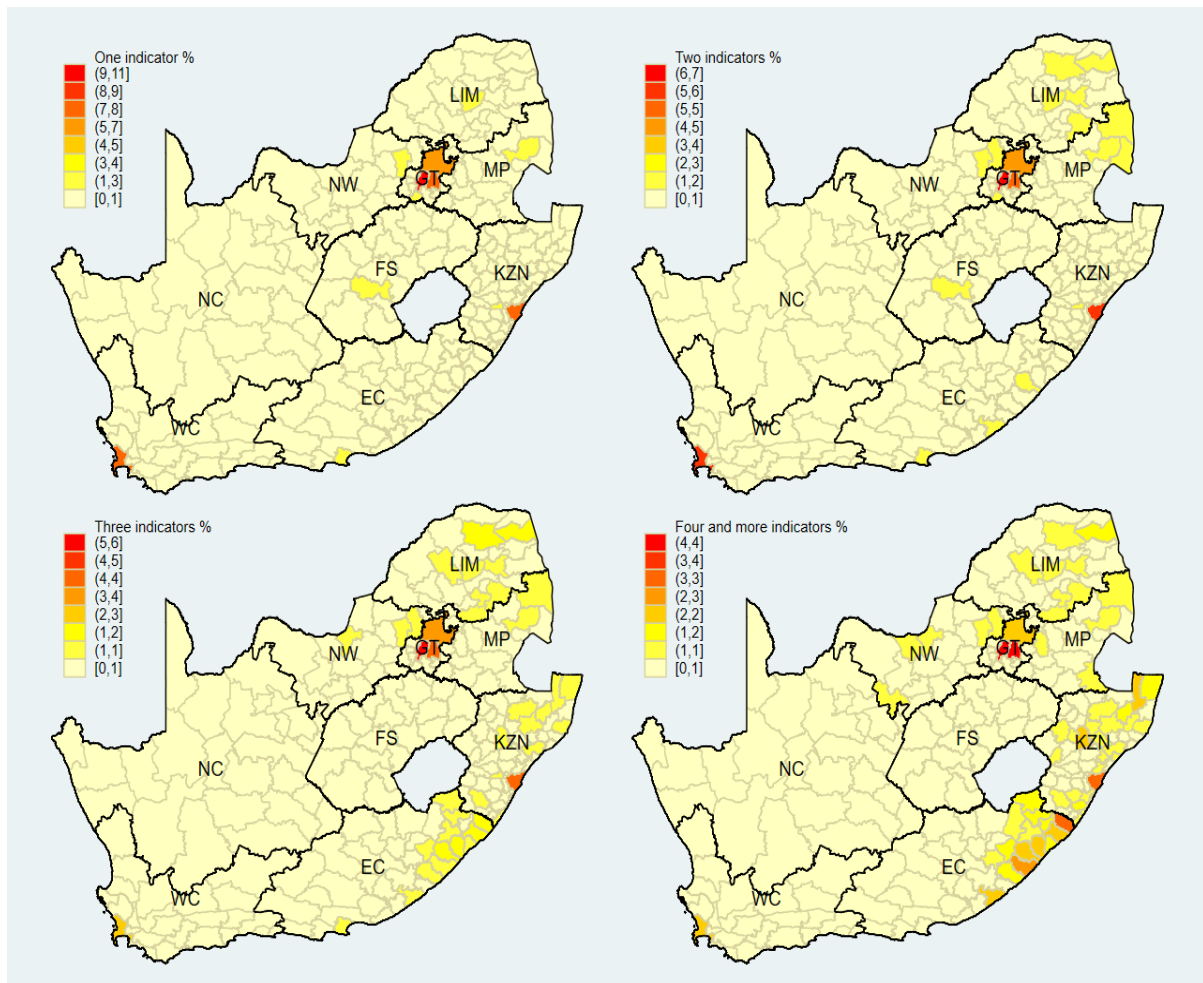 One indicator %
(9,11]
(8,9]
(7,8]
(5,7]
(4,5]
(3,4]
(1,3]
[0,1]
LIM
GT
MP
NW
FS
KZN
NC
EC
WC
Two indicators %
(6,7]
(5,6]
(5,5]
(4,5]
(3,4]
(2,3]
(1,2]
[0,1]
LIM
GT
MP
NW
FS
KZN
NC
EC
WC
Three indicators %
(5,6]
(4,5]
(4,4]
(3,4]
(2,3]
(1,2]
(1,1]
[0,1]
LIM
GT
MP
NW
FS
KZN
NC
EC
WC
Four and more indicators %
(4,4]
(3,4]
(3,3]
(2,3]
(2,2]
(1,2]
(1,1]
[0,1]
LIM
GT
MP
NW
FS
KZN
NC
EC
WC